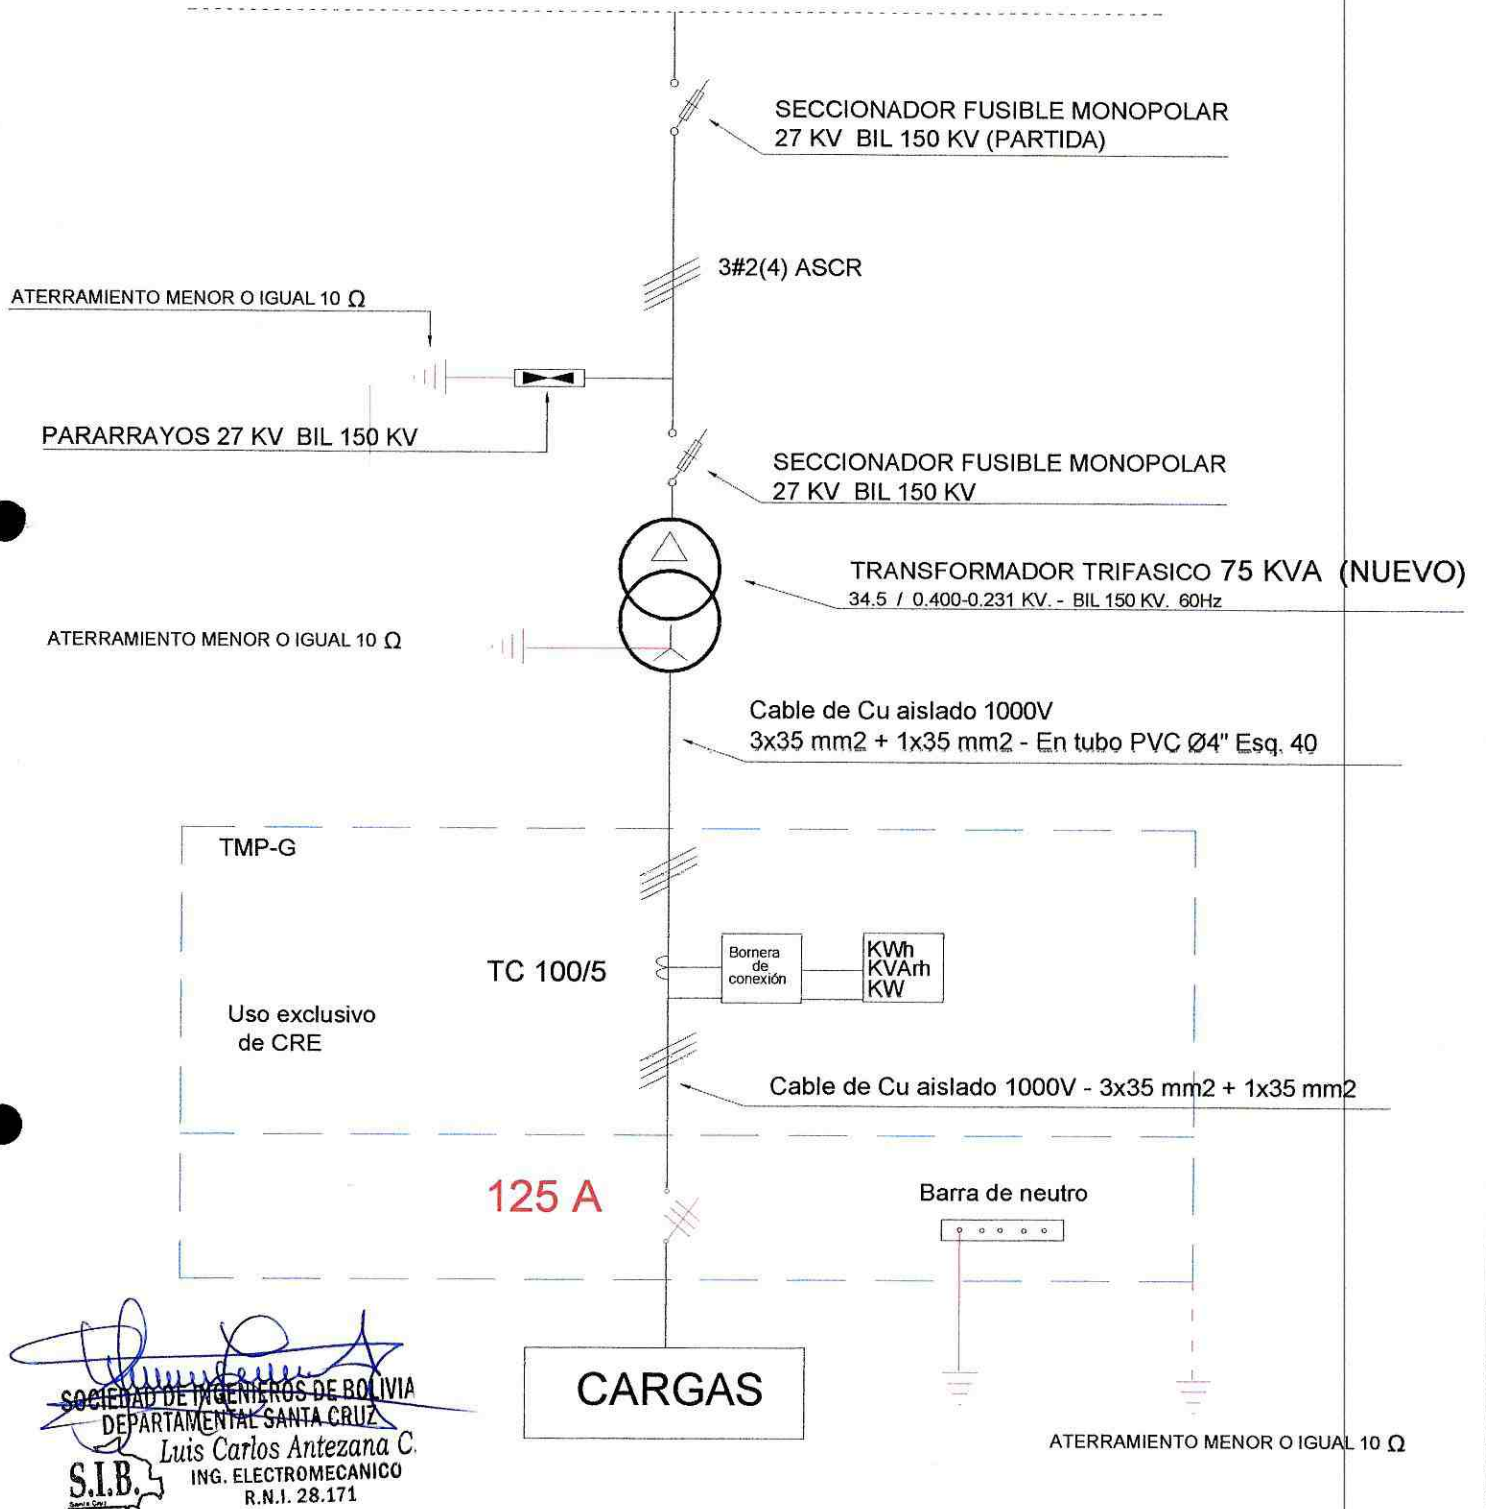 SECCIONADOR FUSIBLE MONOPOLAR
27 KV BIL 150 KV (PARTIDA)
3#2(4) ASCR
ATERRAMIENTO MENOR O IGUAL 10 Ω
PARARRAYOS 27 KV BIL 150 KV
SECCIONADOR FUSIBLE MONOPOLAR
27 KV BIL 150 KV
TRANSFORMADOR TRIFASICO 75 KVA (NUEVO)
34.5 / 0.400-0.231 KV. - BIL 150 KV. 60Hz
ATERRAMIENTO MENOR O IGUAL 10 Ω
Cable de Cu aislado 1000V
3x35 mm2 + 1x35 mm2 - En tubo PVC Ø4" Esq. 40
TMP-G
TC 100/5
Bornera
de
conexión
KWh
KVArh
KW
Uso exclusivo
de CRE
Cable de Cu aislado 1000V - 3x35 mm2 + 1x35 mm2
125 A
Barra de neutro
CARGAS
ATERRAMIENTO MENOR O IGUAL 10 Ω
SOCIEDAD DE INGENIEROS DE BOLIVIA
DEPARTAMENTAL SANTA CRUZ
Luis Carlos Antezana C.
S.I.B.
Santa Cruz
ING. ELECTROMECANICO
R.N.I. 28.171